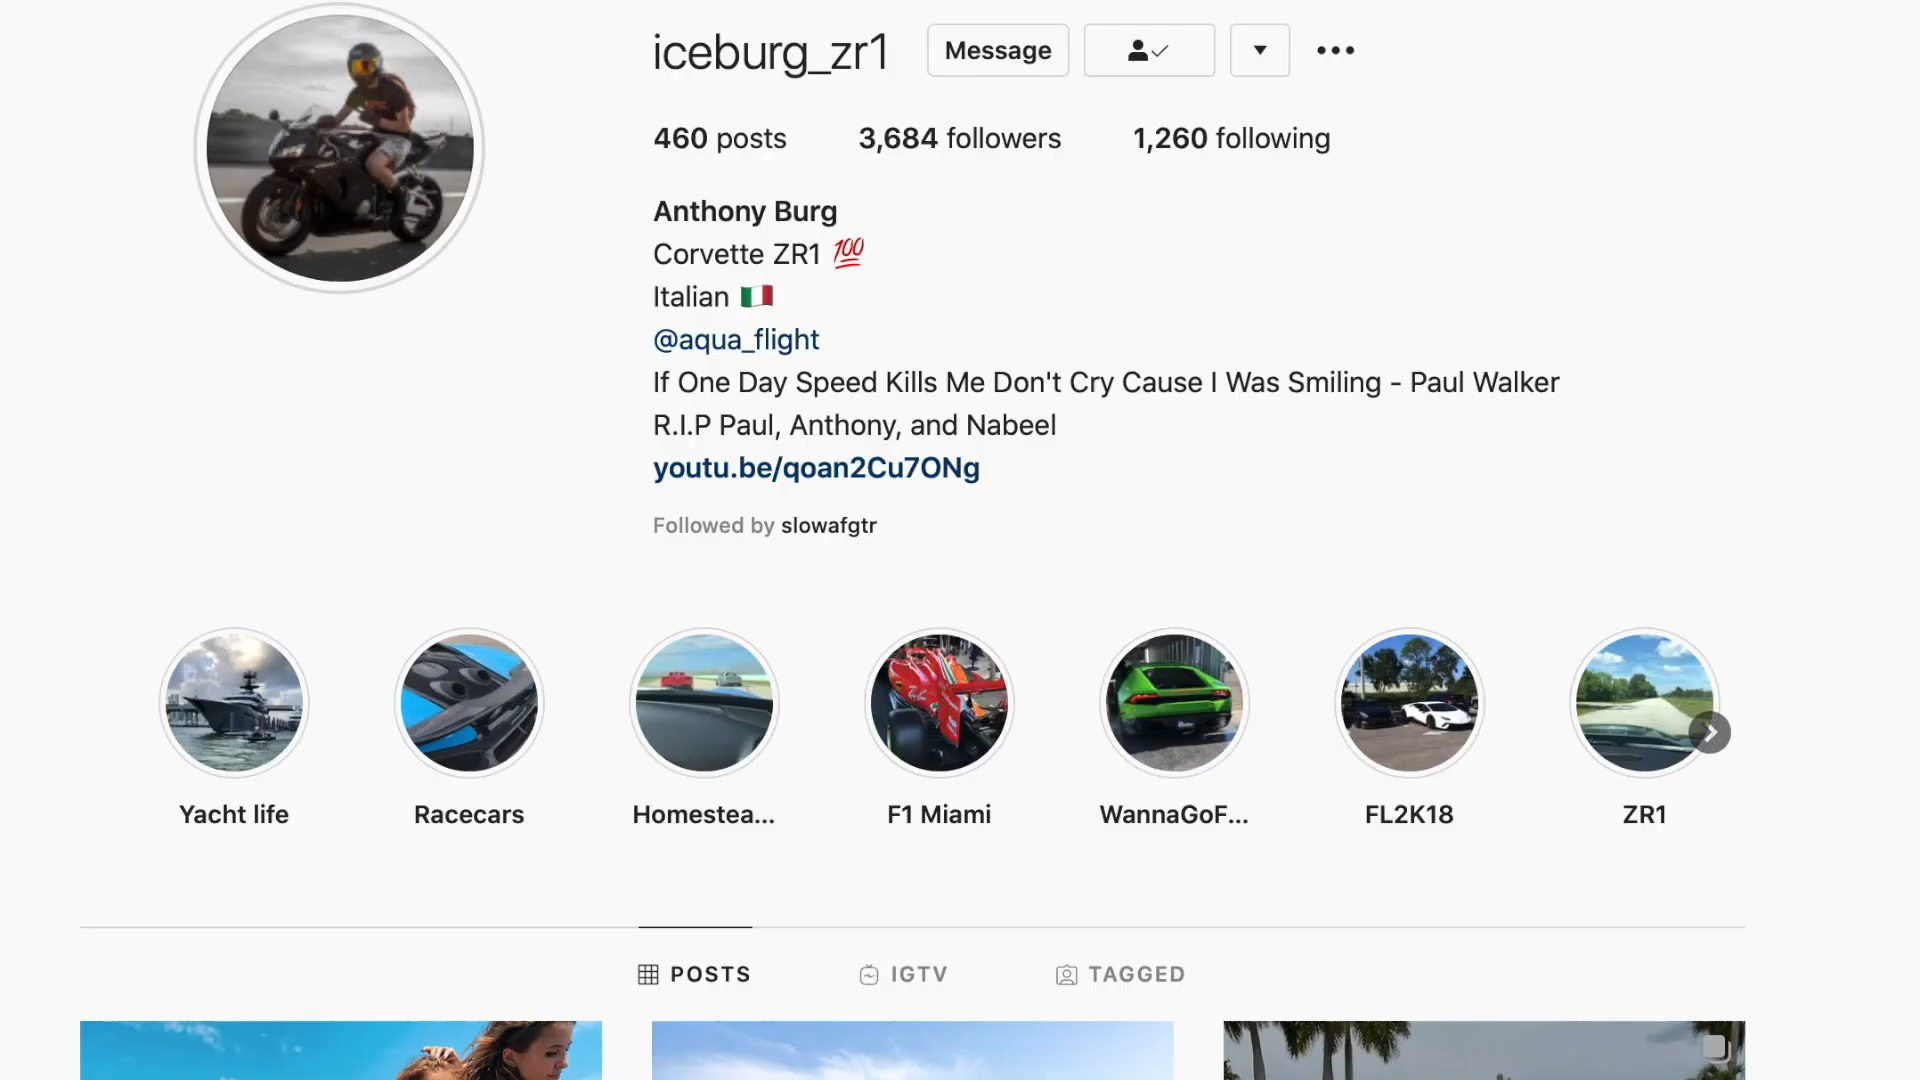 iceburg_zr1 Message
460 posts 3,684 followers 1,260 following
Anthony Burg
Corvette ZR1 💯
Italian 🇮🇹
@aqua_flight
If One Day Speed Kills Me Don't Cry Cause I Was Smiling - Paul Walker
R.I.P Paul, Anthony, and Nabeel
youtu.be/qoan2Cu7ONg
Followed by slowafgtr
Yacht life Racecars Homestea... F1 Miami WannaGoF... FL2K18 ZR1
POSTS IGTV TAGGED